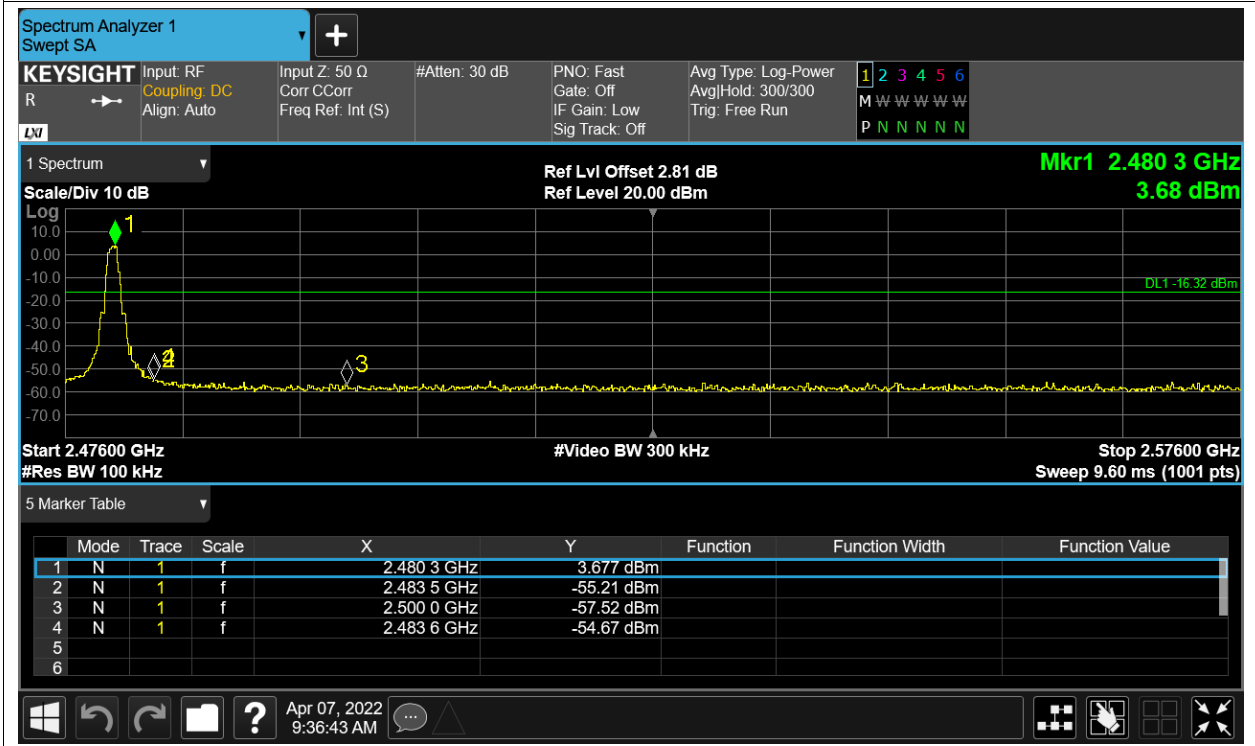 Spectrum Analyzer 1
Swept SA
+
KEYSIGHT Input: RF Input Z: 50 Ω #Atten: 30 dB PNO: Fast Avg Type: Log-Power 1 2 3 4 5 6
R Coupling: DC Corr CCorr Gate: Off Avg|Hold: 300/300 M W W W W W W
Align: Auto Freq Ref: Int (S) IF Gain: Low Trig: Free Run
LXI Sig Track: Off P N N N N N N
1 Spectrum Ref Lvl Offset 2.81 dB Mkr1 2.480 3 GHz
Scale/Div 10 dB Ref Level 20.00 dBm 3.68 dBm
Log
1
10.0
0.00
-10.0
DL1 -16.32 dBm
-20.0
-30.0
-40.0
3
-50.0
-60.0
-70.0
Start 2.47600 GHz #Video BW 300 kHz Stop 2.57600 GHz
#Res BW 100 kHz Sweep 9.60 ms (1001 pts)
5 Marker Table
Mode Trace Scale X Y Function Function Width Function Value
1 N 1 f 2.480 3 GHz 3.677 dBm
2 N 1 f 2.483 5 GHz -55.21 dBm
3 N 1 f 2.500 0 GHz -57.52 dBm
4 N 1 f 2.483 6 GHz -54.67 dBm
5
6
? Apr 07, 2022
9:36:43 AM